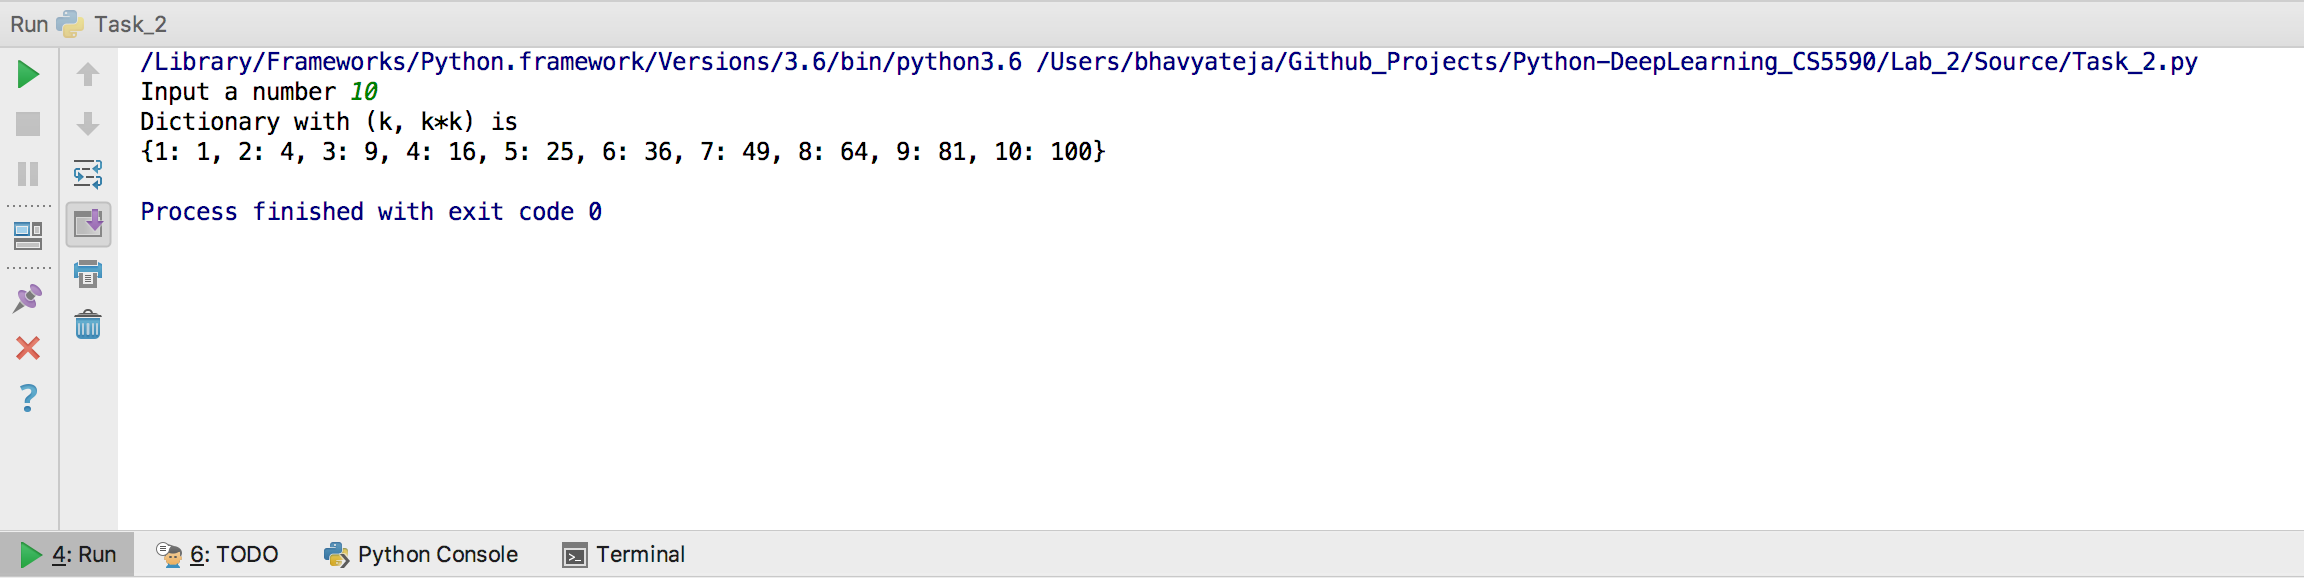 Run Task_2
/Library/Frameworks/Python.framework/Versions/3.6/bin/python3.6 /Users/bhavyateja/Github_Projects/Python-DeepLearning_CS5590/Lab_2/Source/Task_2.py
Input a number 10
Dictionary with (k, k*k) is
{1: 1, 2: 4, 3: 9, 4: 16, 5: 25, 6: 36, 7: 49, 8: 64, 9: 81, 10: 100}
Process finished with exit code 0
4: Run 6: TODO Python Console Terminal